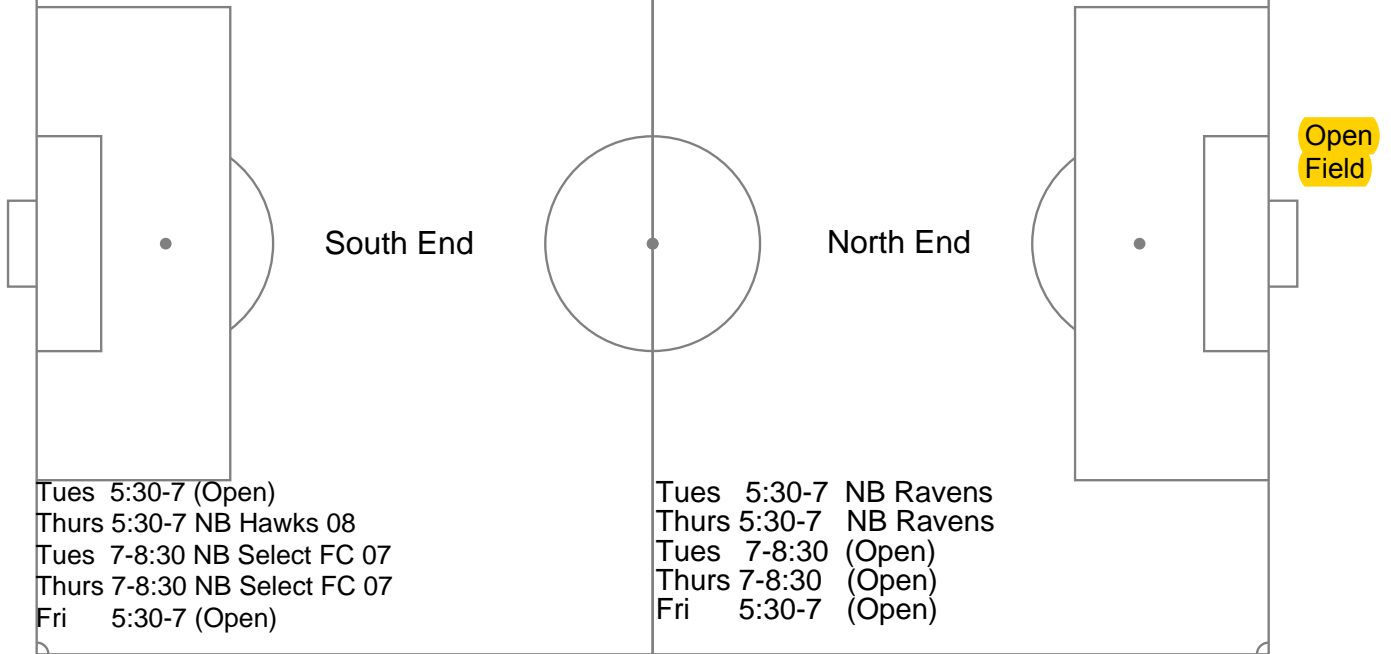 Open
Field
South End
North End
Tues 5:30-7 (Open)
Thurs 5:30-7 NB Hawks 08
Tues 7-8:30 NB Select FC 07
Thurs 7-8:30 NB Select FC 07
Fri 5:30-7 (Open)
Tues 5:30-7 NB Ravens
Thurs 5:30-7 NB Ravens
Tues 7-8:30 (Open)
Thurs 7-8:30 (Open)
Fri 5:30-7 (Open)